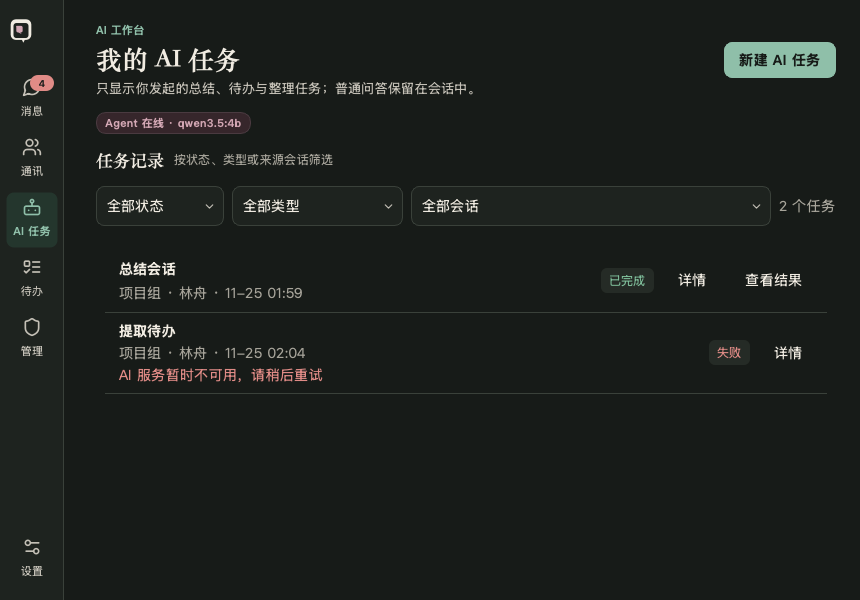 4
消息
通讯
AI 任务
待办
管理
设置
AI 工作台
我的 AI 任务
只显示你发起的总结、待办与整理任务；普通问答保留在会话中。
新建 AI 任务
Agent 在线 · qwen3.5:4b
任务记录 按状态、类型或来源会话筛选
全部状态 全部类型 全部会话 2 个任务
总结会话
项目组 · 林舟 · 11-25 01:59
已完成 详情 查看结果
提取待办
项目组 · 林舟 · 11-25 02:04
AI 服务暂时不可用，请稍后重试
失败 详情